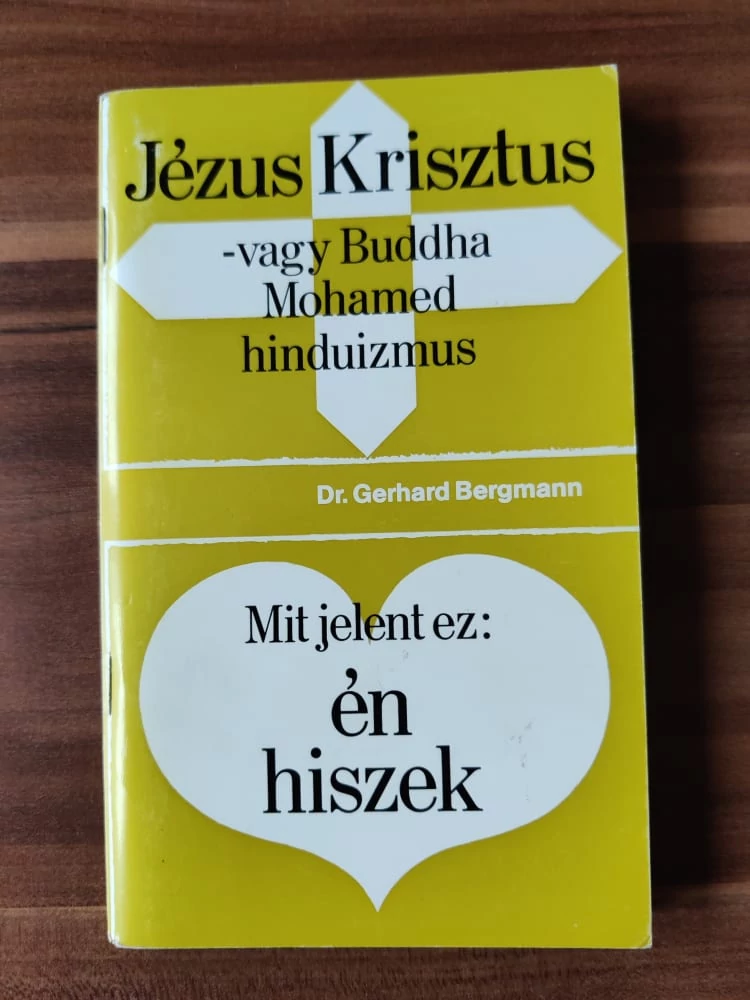 Jézus Krisztus
-vagy Buddha
Mohamed
hinduizmus
Dr. Gerhard Bergmann
Mit jelent ez:
én
hiszek